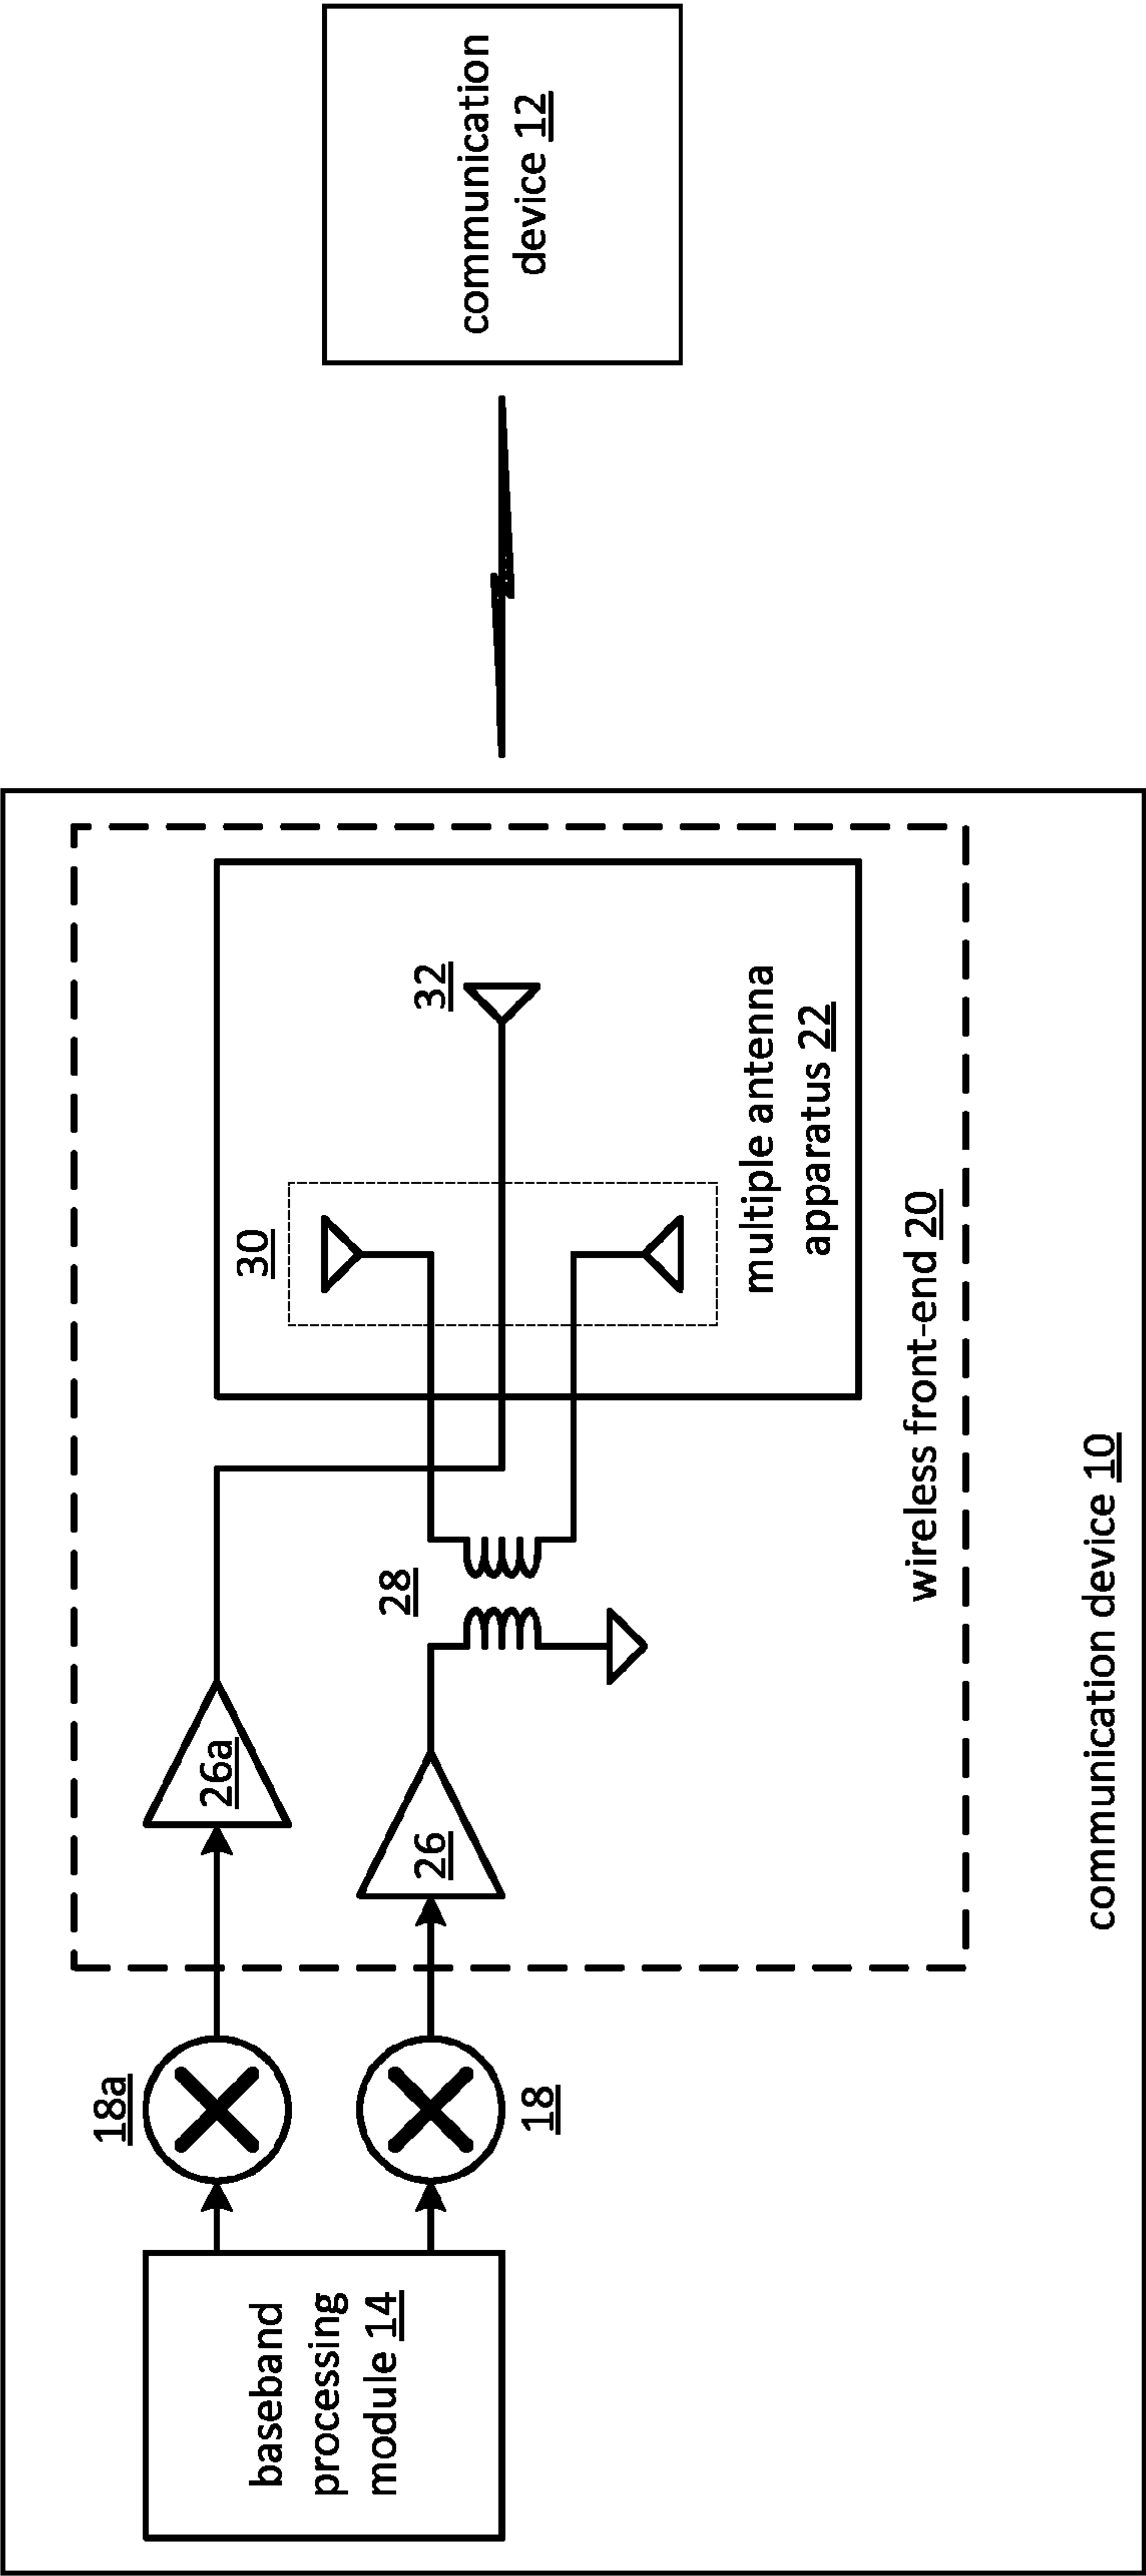 baseband
processing
module 14
18a
18
26a
26
28
30
32
multiple antenna
apparatus 22
wireless front-end 20
communication device 10
communication
device 12